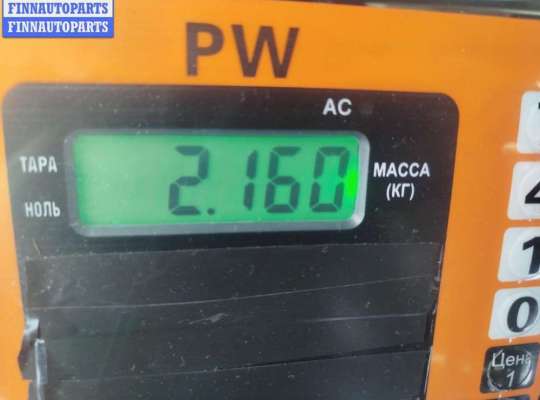 FINNAUTOPARTS
FINNAUTOPARTS
PW
AC
ТАРА
2.160
МАССА
(КГ)
НОЛЬ
4
1
0
Цена
1